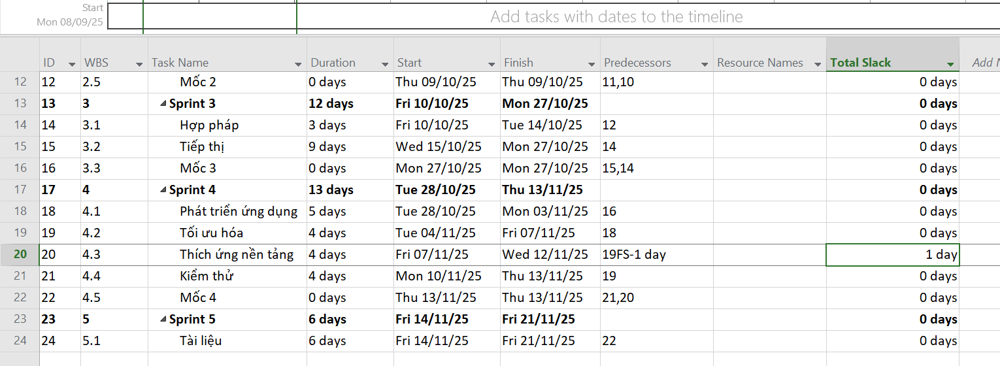 Start
Mon 08/09/25
Add tasks with dates to the timeline
ID WBS Task Name Duration Start Finish Predecessors Resource Names Total Slack Add N
12 12 2.5 Mốc 2 0 days Thu 09/10/25 Thu 09/10/25 11,10 0 days
13 13 3 Sprint 3 12 days Fri 10/10/25 Mon 27/10/25 0 days
14 14 3.1 Hợp pháp 3 days Fri 10/10/25 Tue 14/10/25 12 0 days
15 15 3.2 Tiếp thị 9 days Wed 15/10/25 Mon 27/10/25 14 0 days
16 16 3.3 Mốc 3 0 days Mon 27/10/25 Mon 27/10/25 15,14 0 days
17 17 4 Sprint 4 13 days Tue 28/10/25 Thu 13/11/25 0 days
18 18 4.1 Phát triển ứng dụng 5 days Tue 28/10/25 Mon 03/11/25 16 0 days
19 19 4.2 Tối ưu hóa 4 days Tue 04/11/25 Fri 07/11/25 18 0 days
20 20 4.3 Thích ứng nền tảng 4 days Fri 07/11/25 Wed 12/11/25 19FS-1 day 1 day
21 21 4.4 Kiểm thử 4 days Mon 10/11/25 Thu 13/11/25 19 0 days
22 22 4.5 Mốc 4 0 days Thu 13/11/25 Thu 13/11/25 21,20 0 days
23 23 5 Sprint 5 6 days Fri 14/11/25 Fri 21/11/25 0 days
24 24 5.1 Tài liệu 6 days Fri 14/11/25 Fri 21/11/25 22 0 days